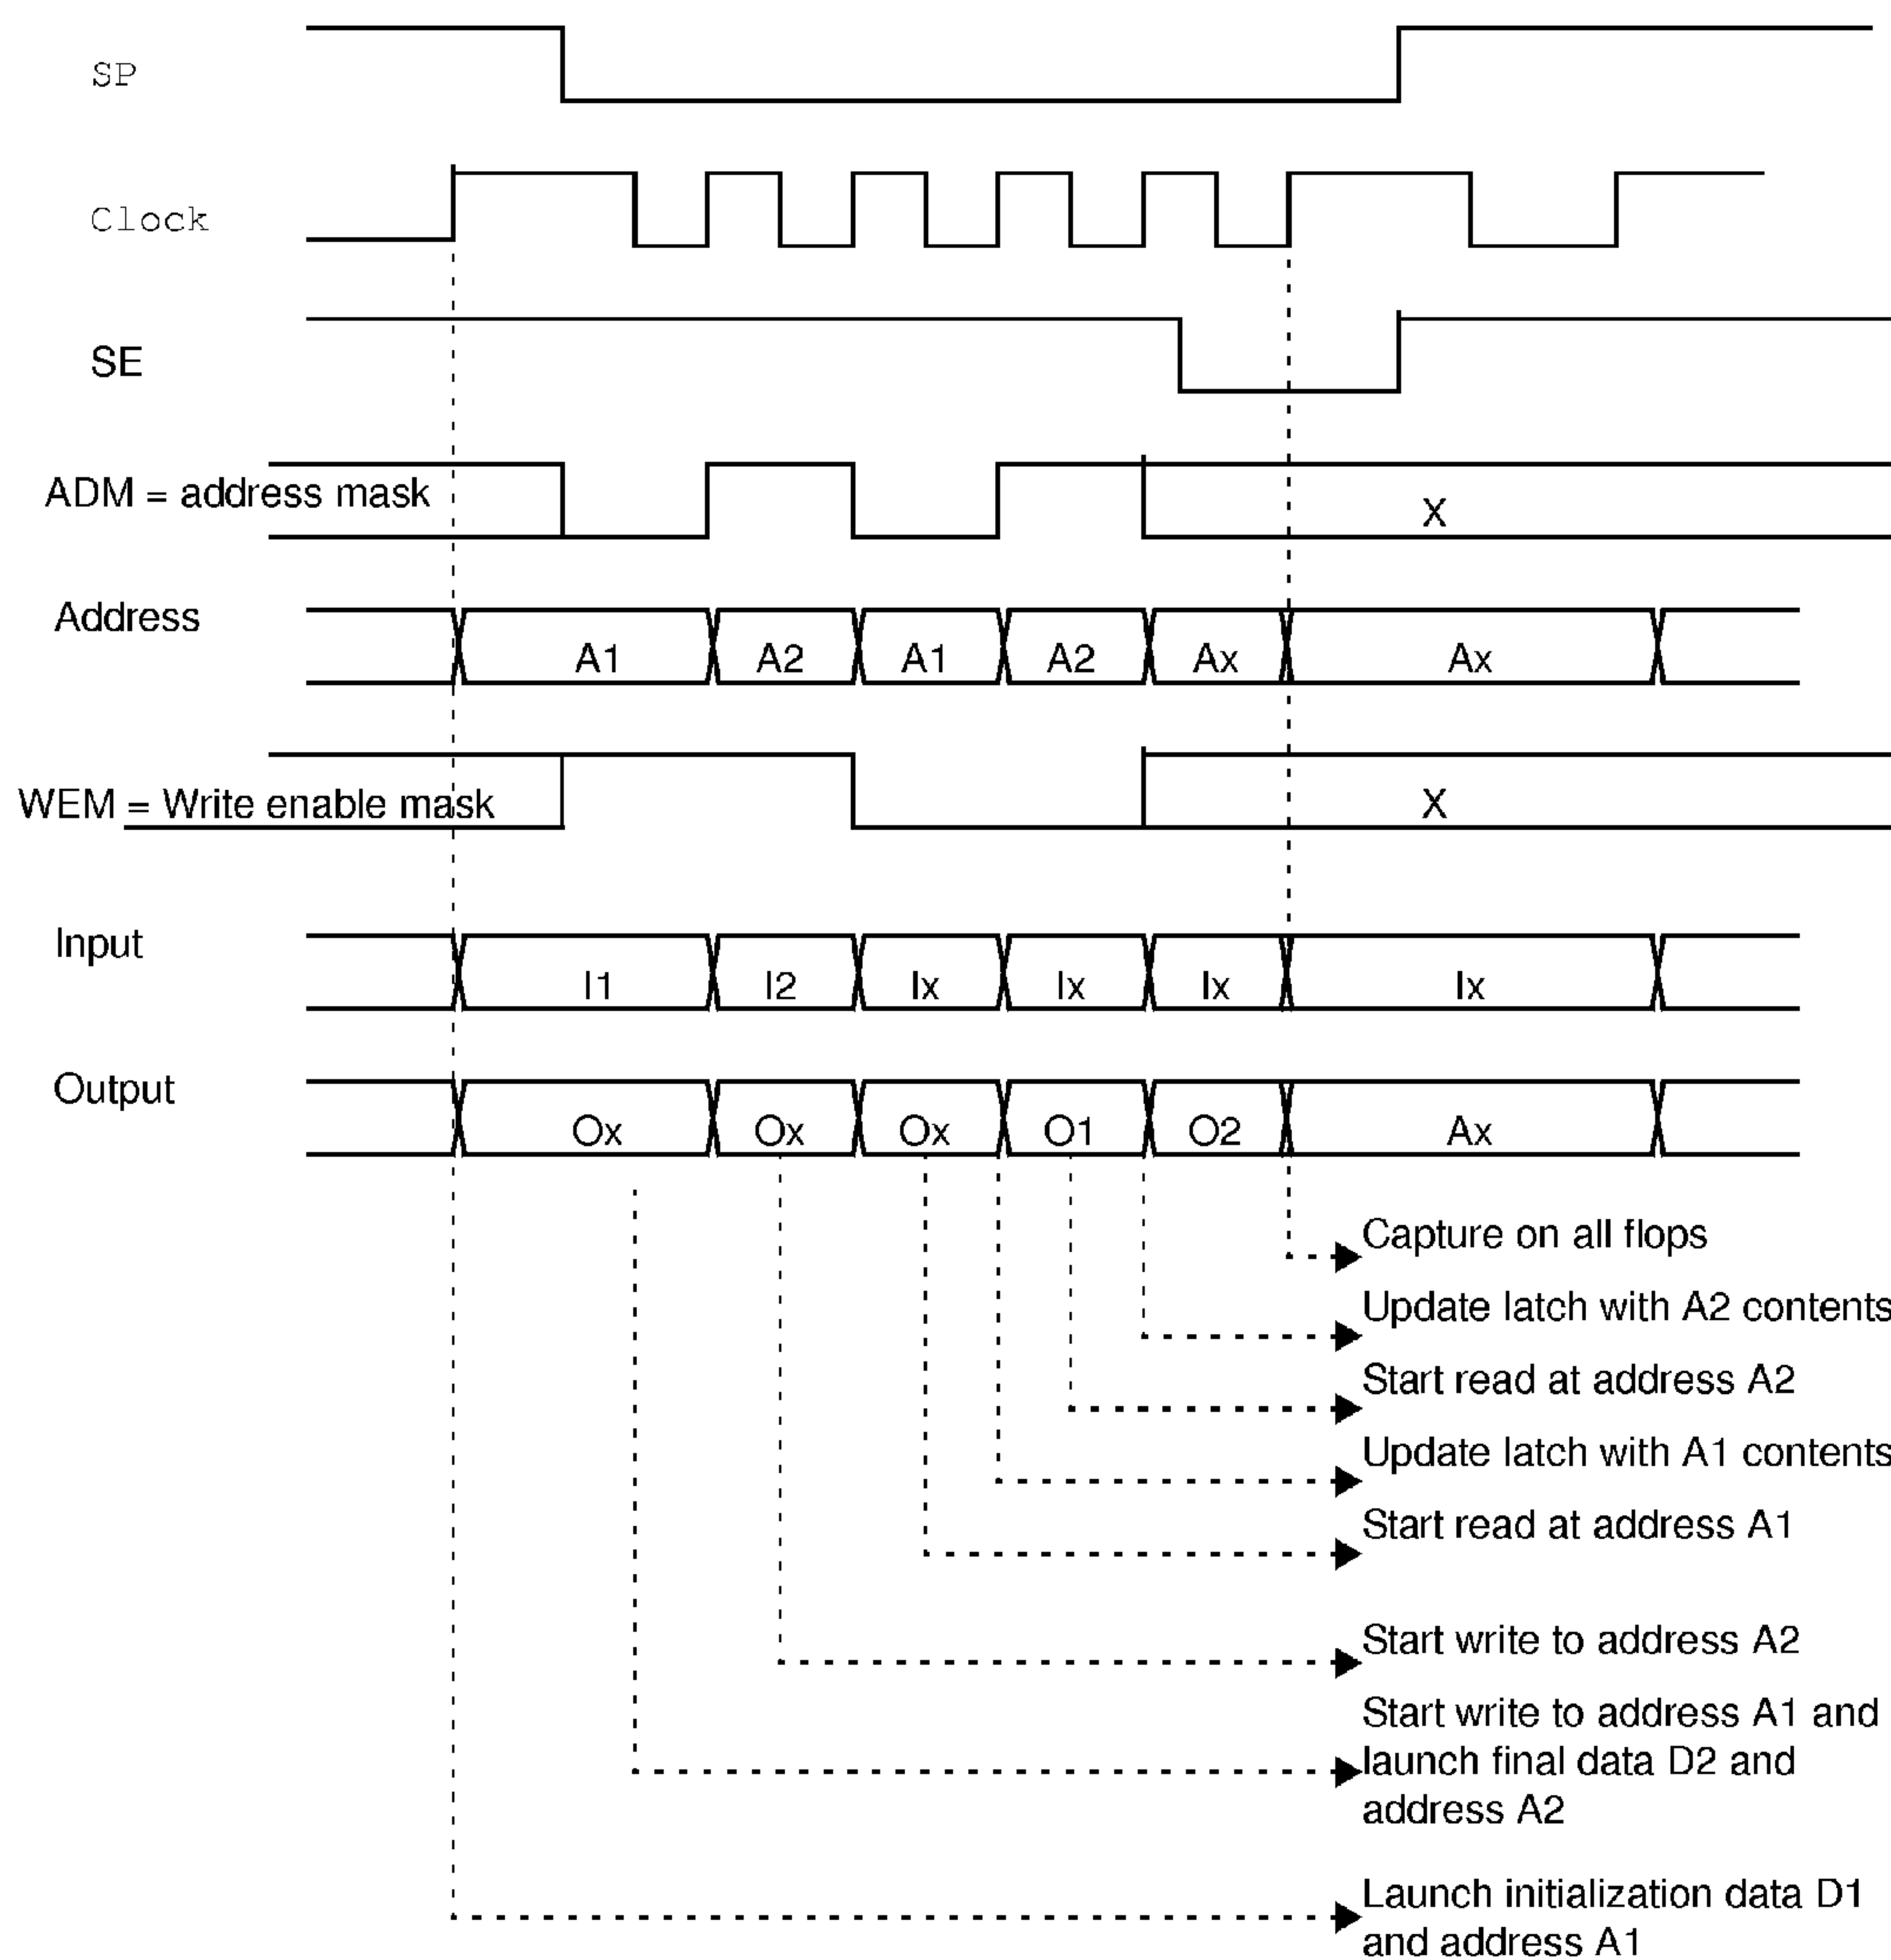 SP
Clock
SE
ADM = address mask
X
Address
A1 A2 A1 A2 Ax Ax
WEM = Write enable mask
X
Input
I1 I2 Ix Ix Ix Ix
Output
Ox Ox Ox O1 O2 Ax
Capture on all flops
Update latch with A2 contents
Start read at address A2
Update latch with A1 contents
Start read at address A1
Start write to address A2
Start write to address A1 and
launch final data D2 and
address A2
Launch initialization data D1
and address A1